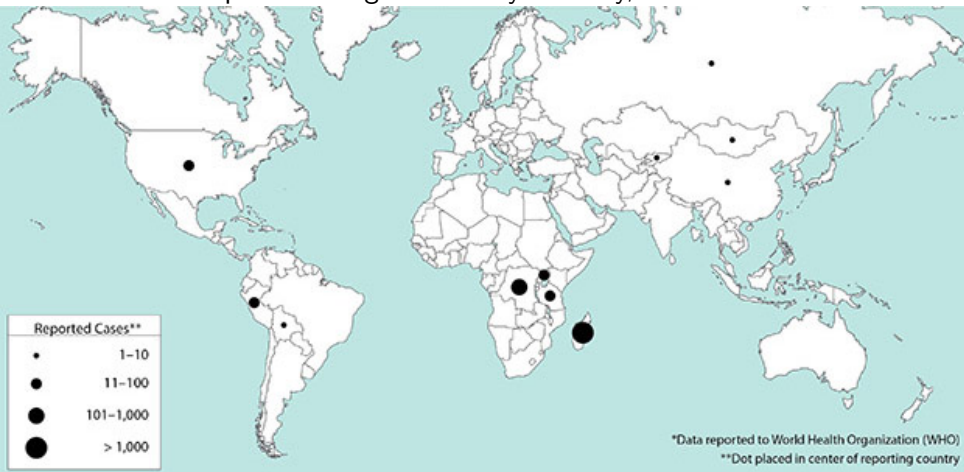 Reported Cases**
1–10
11–100
101–1,000
> 1,000
*Data reported to World Health Organization (WHO)
**Dot placed in center of reporting country